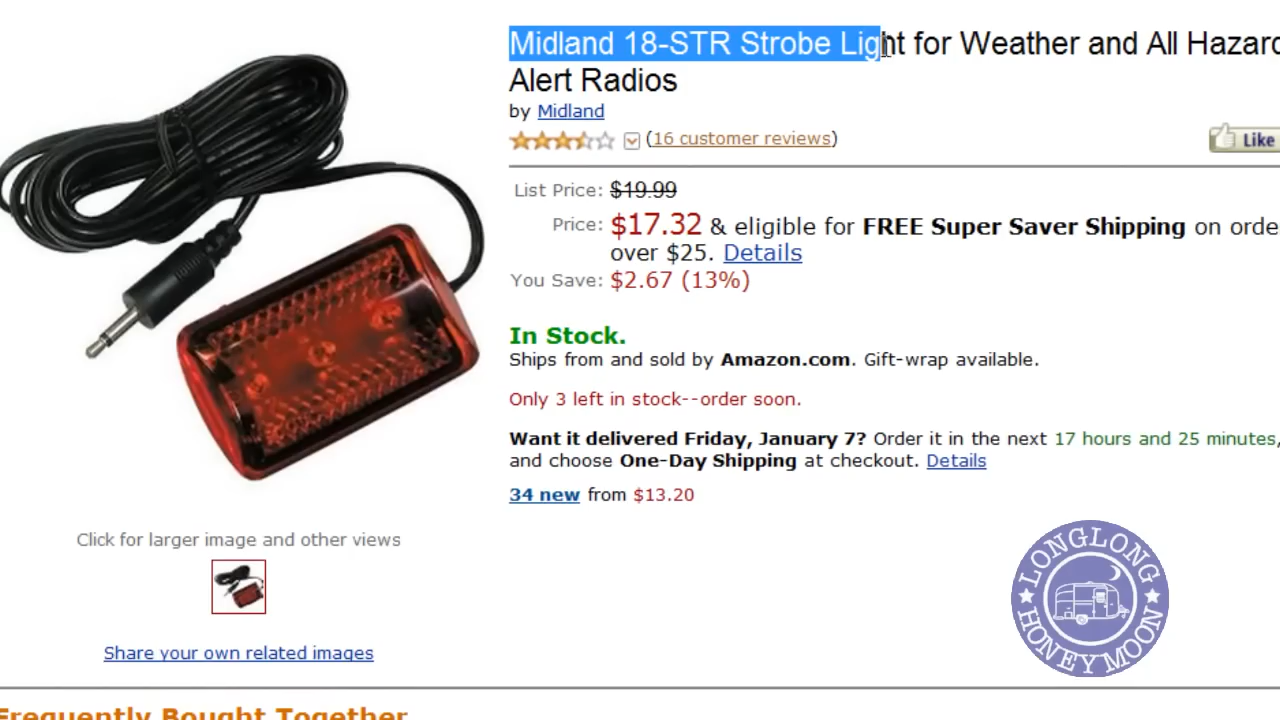 Midland 18-STR Strobe Light for Weather and All Hazard
Alert Radios
by Midland
(16 customer reviews)
Like
List Price: $19.99
Price: $17.32 & eligible for FREE Super Saver Shipping on orde
over $25. Details
You Save: $2.67 (13%)
In Stock.
Ships from and sold by Amazon.com. Gift-wrap available.
Only 3 left in stock--order soon.
Want it delivered Friday, January 7? Order it in the next 17 hours and 25 minutes,
and choose One-Day Shipping at checkout. Details
34 new from $13.20
Click for larger image and other views
Share your own related images
LONG LONG
HONEYMOON
Frequently Bought Together